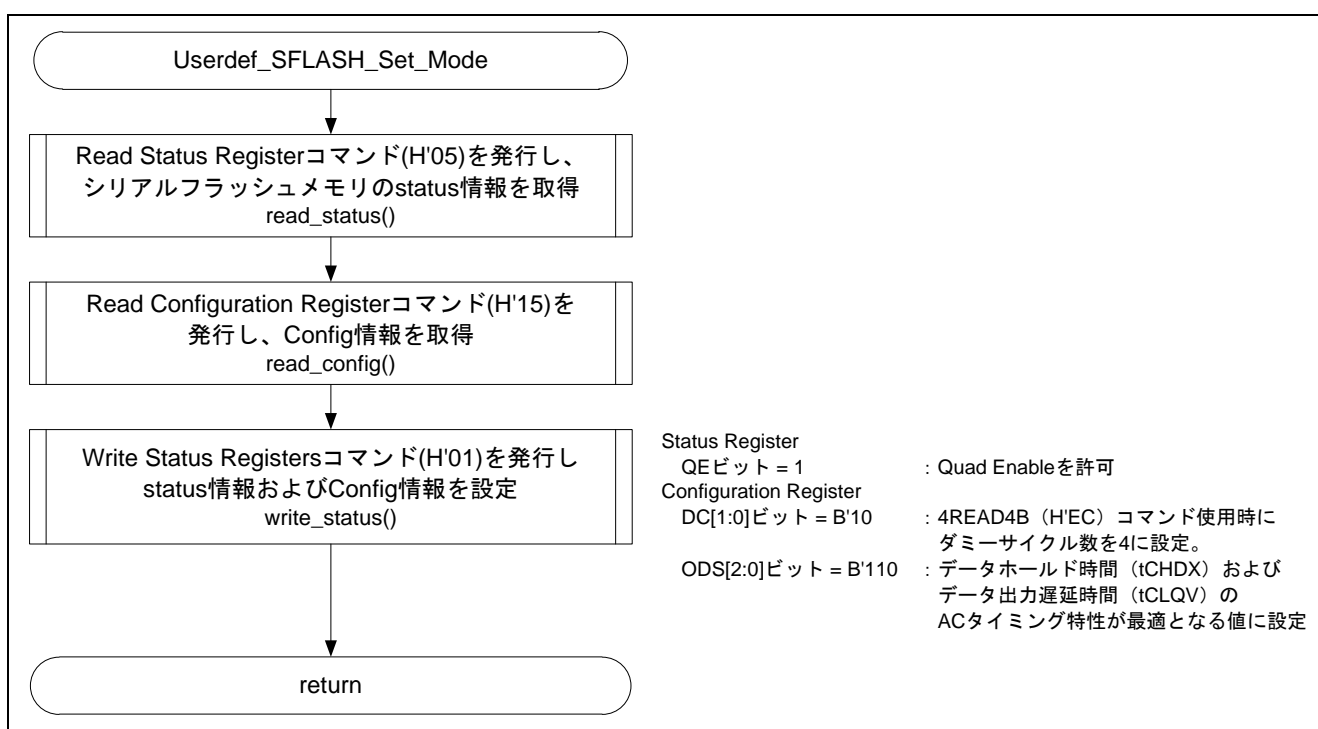 Userdef_SFLASH_Set_Mode
Read Status Registerコマンド(H'05)を発行し、
シリアルフラッシュメモリのstatus情報を取得
read_status()
Read Configuration Registerコマンド(H'15)を
発行し、Config情報を取得
read_config()
Write Status Registersコマンド(H'01)を発行し
status情報およびConfig情報を設定
write_status()
Status Register
QEビット = 1 : Quad Enableを許可
Configuration Register
DC[1:0]ビット = B'10 : 4READ4B（H'EC）コマンド使用時に
ダミーサイクル数を4に設定。
ODS[2:0]ビット = B'110 : データホールド時間（tCHDX）および
データ出力遅延時間（tCLQV）の
ACタイミング特性が最適となる値に設定
return